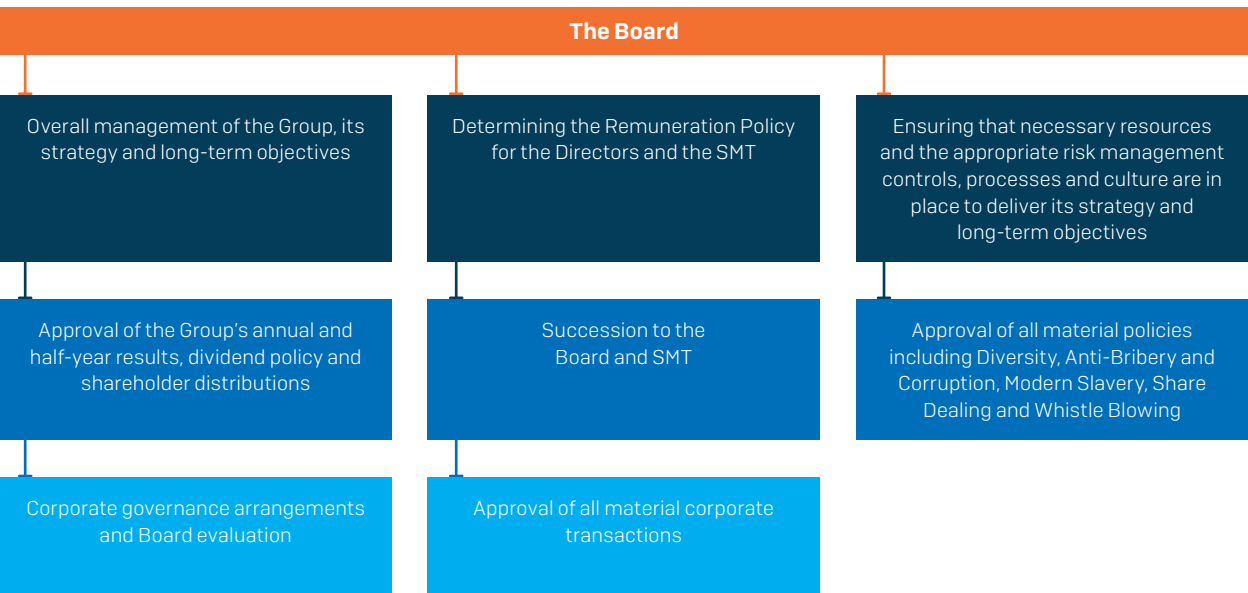 The Board
Overall management of the Group, its
strategy and long-term objectives
Determining the Remuneration Policy
for the Directors and the SMT
Ensuring that necessary resources
and the appropriate risk management
controls, processes and culture are in
place to deliver its strategy and
long-term objectives
Approval of the Group’s annual and
half-year results, dividend policy and
shareholder distributions
Succession to the
Board and SMT
Approval of all material policies
including Diversity, Anti-Bribery and
Corruption, Modern Slavery, Share
Dealing and Whistle Blowing
Corporate governance arrangements
and Board evaluation
Approval of all material corporate
transactions